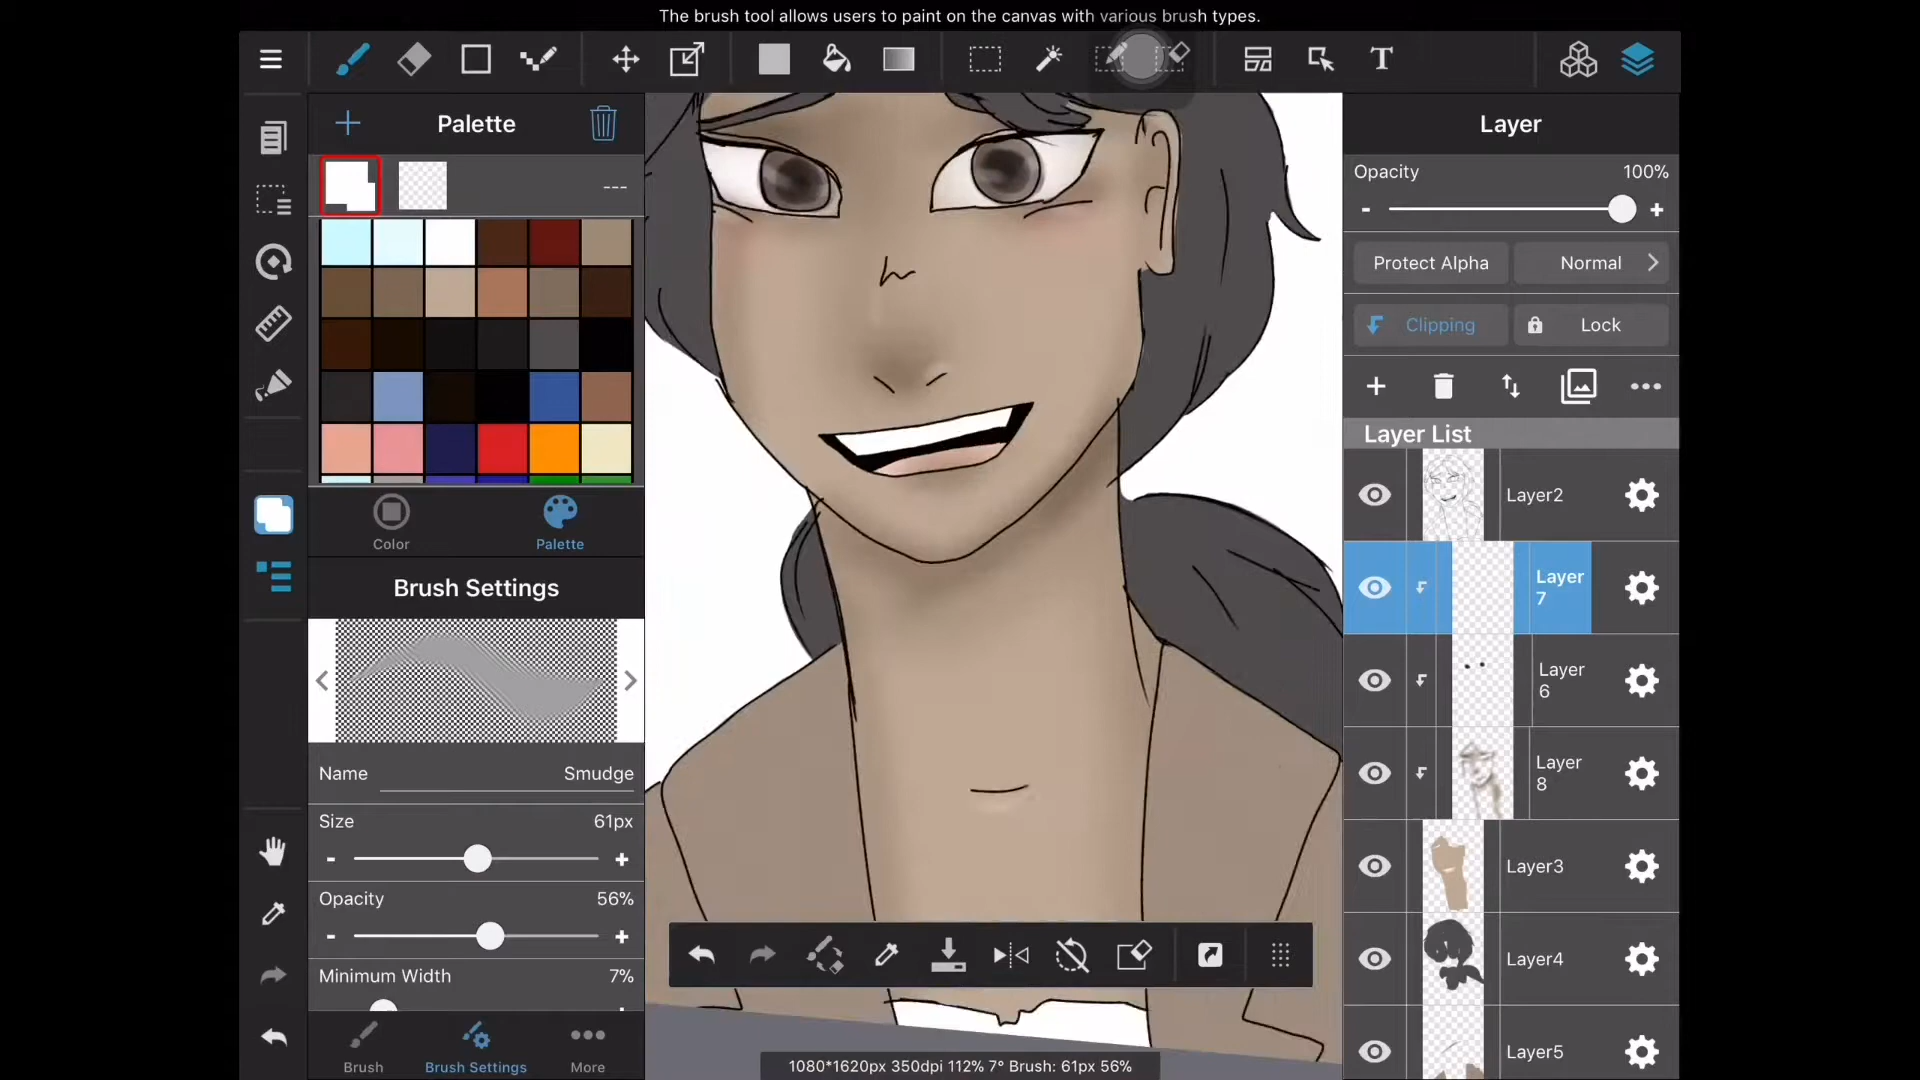 The brush tool allows users to paint on the canvas with various brush types.
T
Palette
---
Color
Palette
Brush Settings
Name Smudge
Size 61px
- +
Opacity 56%
- +
Minimum Width 7%
Brush
Brush Settings
More
1080*1620px 350dpi 112% 7° Brush: 61px 56%
Layer
Opacity 100%
- +
Protect Alpha
Normal
Clipping
Lock
Layer List
Layer2
Layer
7
Layer
6
Layer
8
Layer3
Layer4
Layer5